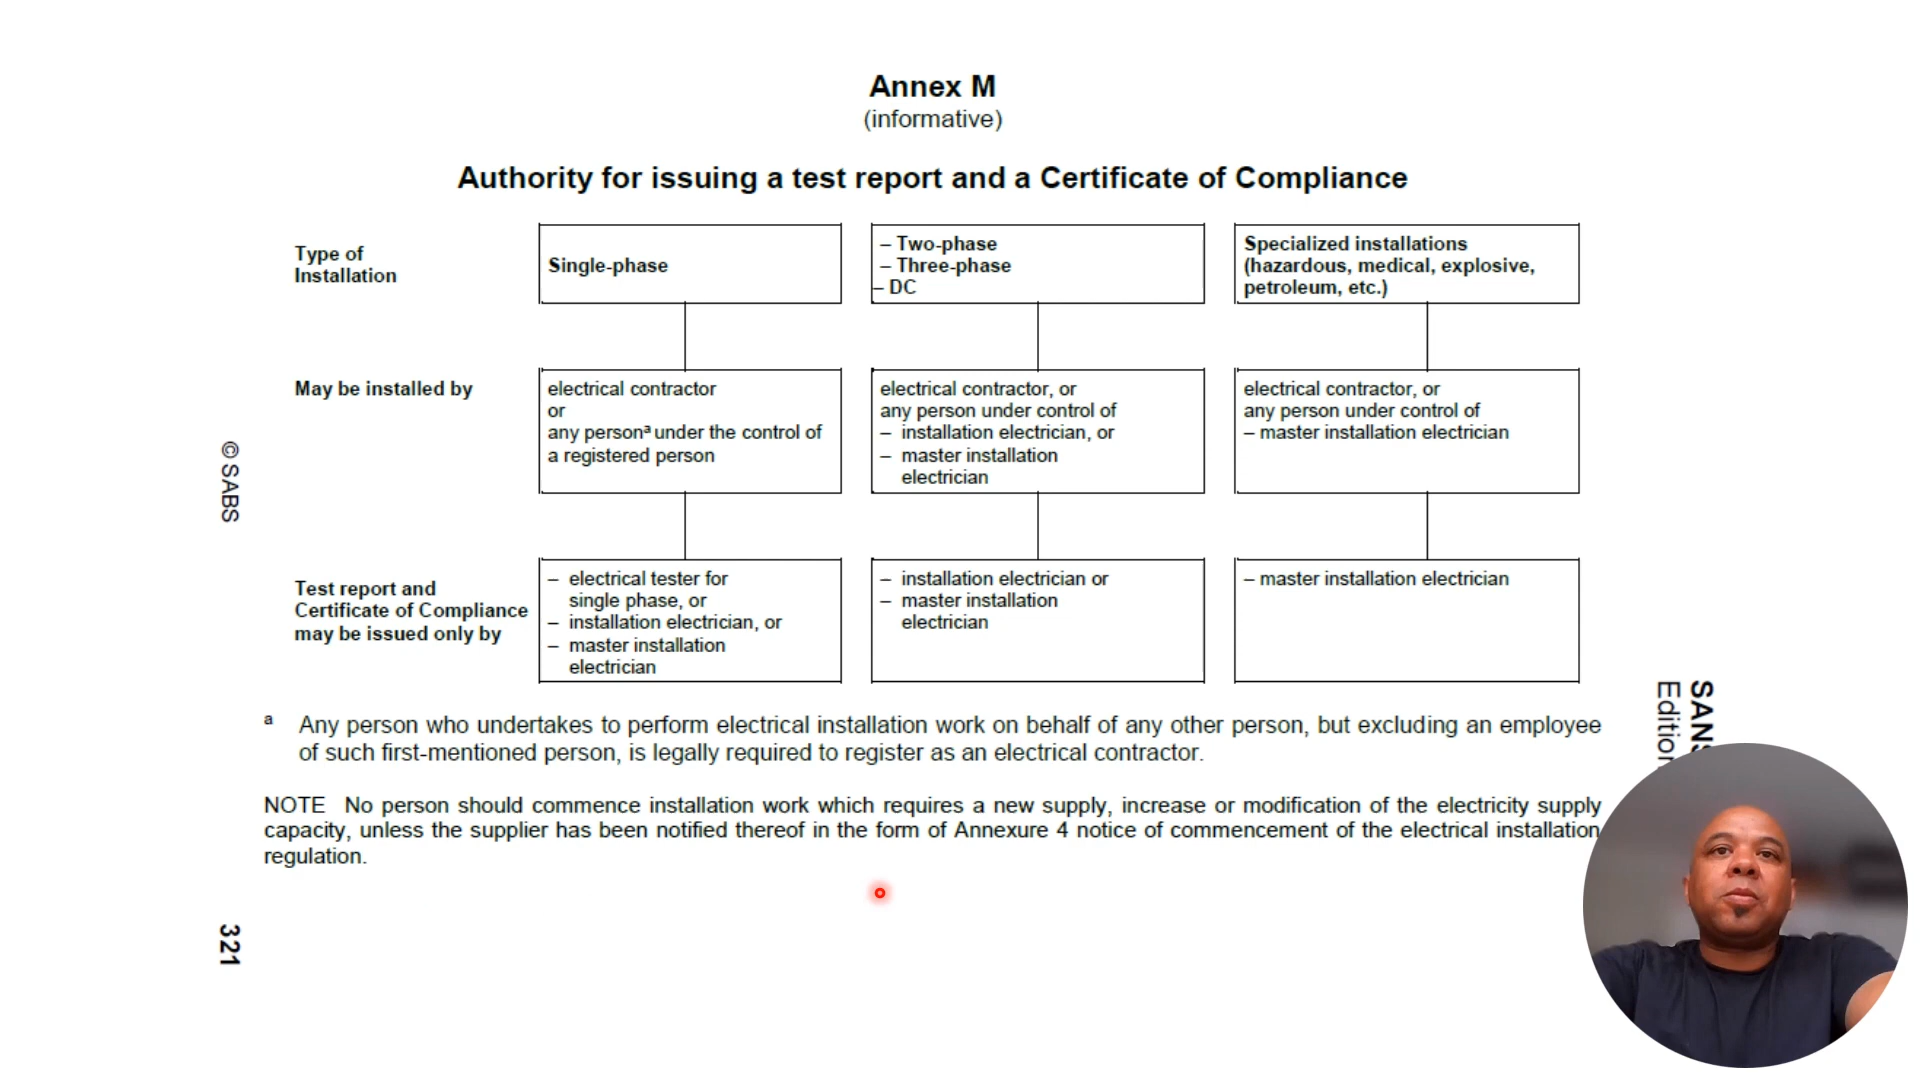 Annex M
(informative)
Authority for issuing a test report and a Certificate of Compliance
Type of
Installation
Single-phase
– Two-phase
– Three-phase
– DC
Specialized installations
(hazardous, medical, explosive,
petroleum, etc.)
May be installed by
electrical contractor
or
any personª under the control of
a registered person
electrical contractor, or
any person under control of
– installation electrician, or
– master installation
electrician
electrical contractor, or
any person under control of
– master installation electrician
Test report and
Certificate of Compliance
may be issued only by
– electrical tester for
single phase, or
– installation electrician, or
– master installation
electrician
– installation electrician or
– master installation
electrician
– master installation electrician
a Any person who undertakes to perform electrical installation work on behalf of any other person, but excluding an employee
of such first-mentioned person, is legally required to register as an electrical contractor.
NOTE No person should commence installation work which requires a new supply, increase or modification of the electricity supply
capacity, unless the supplier has been notified thereof in the form of Annexure 4 notice of commencement of the electrical installation
regulation.
© SABS
321
SANS
Edition